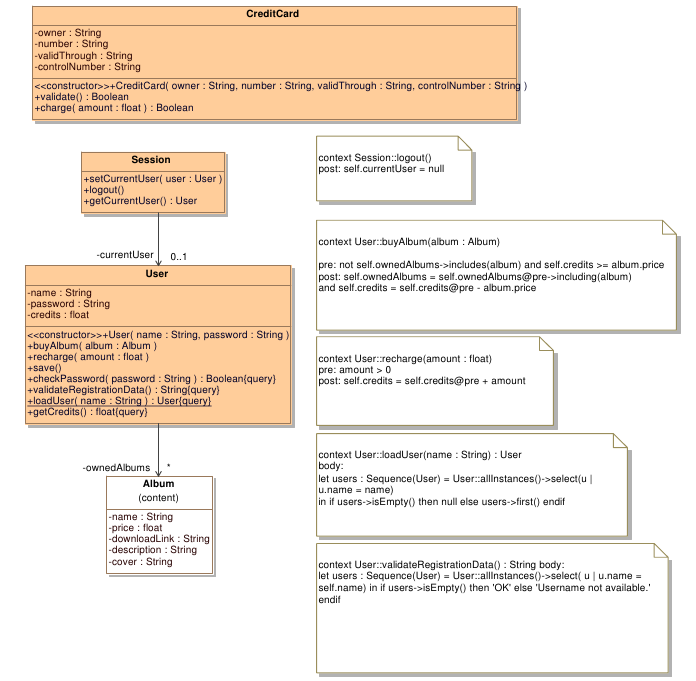 CreditCard
-owner : String
-number : String
-validThrough : String
-controlNumber : String
<<constructor>>+CreditCard( owner : String, number : String, validThrough : String, controlNumber : String )
+validate() : Boolean
+charge( amount : float ) : Boolean
Session
+setCurrentUser( user : User )
+logout()
+getCurrentUser() : User
-currentUser
0..1
User
-name : String
-password : String
-credits : float
<<constructor>>+User( name : String, password : String )
+buyAlbum( album : Album )
+recharge( amount : float )
+save()
+checkPassword( password : String ) : Boolean{query}
+validateRegistrationData() : String{query}
+loadUser( name : String ) : User{query}
+getCredits() : float{query}
-ownedAlbums
*
Album
(content)
-name : String
-price : float
-downloadLink : String
-description : String
-cover : String
context Session::logout()
post: self.currentUser = null
context User::buyAlbum(album : Album)
pre: not self.ownedAlbums->includes(album) and self.credits >= album.price
post: self.ownedAlbums = self.ownedAlbums@pre->including(album)
and self.credits = self.credits@pre - album.price
context User::recharge(amount : float)
pre: amount > 0
post: self.credits = self.credits@pre + amount
context User::loadUser(name : String) : User
body:
let users : Sequence(User) = User::allInstances()->select(u |
u.name = name)
in if users->isEmpty() then null else users->first() endif
context User::validateRegistrationData() : String body:
let users : Sequence(User) = User::allInstances()->select( u | u.name =
self.name) in if users->isEmpty() then 'OK' else 'Username not available.'
endif